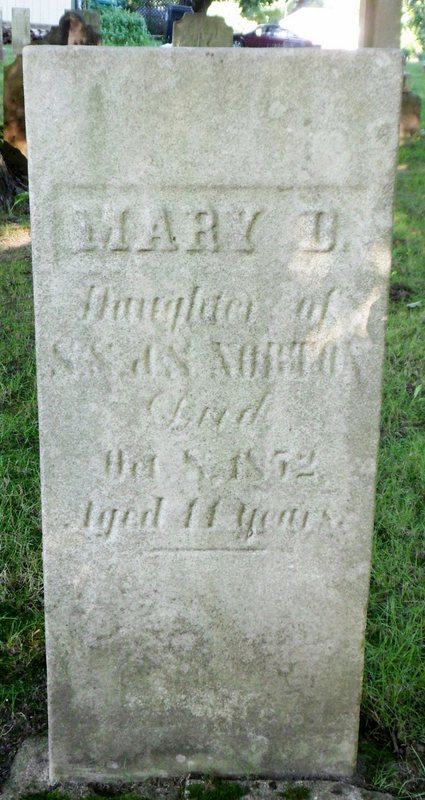 MARY D.
Daughter of
NORTON
Died
Oct 8, 1852
Aged 11 years.